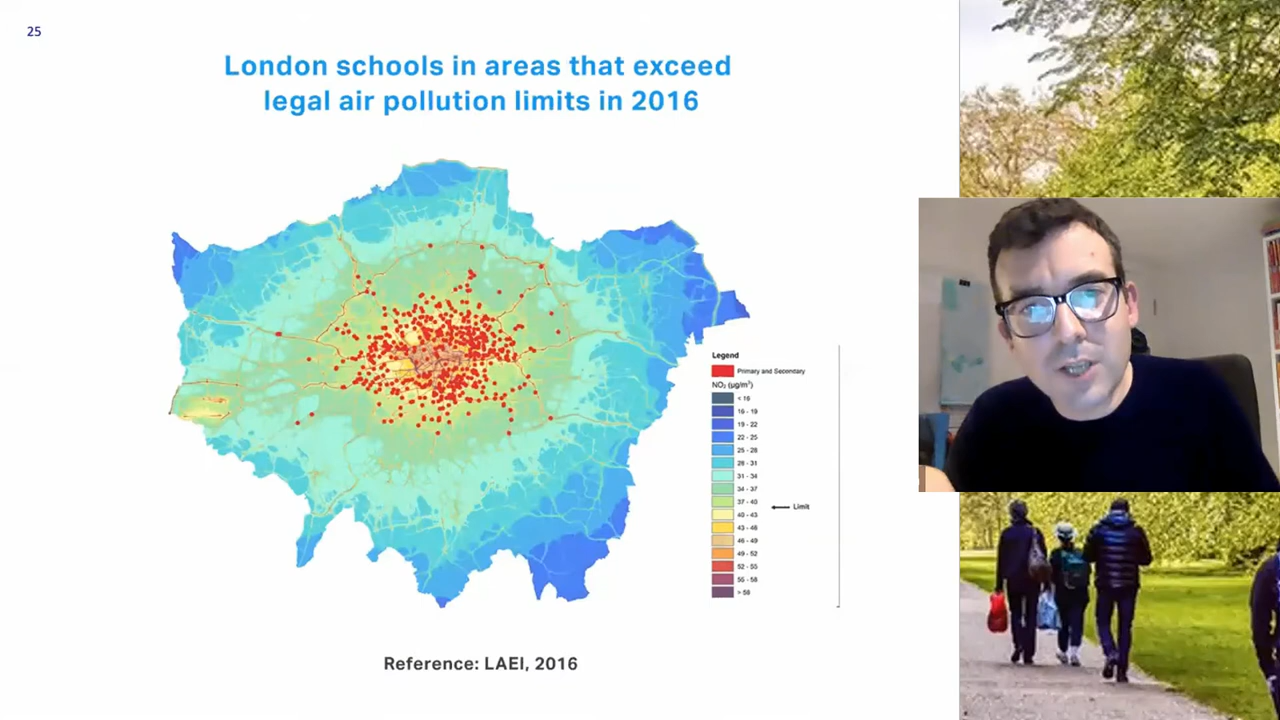 25
London schools in areas that exceed
legal air pollution limits in 2016
Legend
Primary and Secondary
NO₂ (µg/m³)
< 16
16 - 19
19 - 22
22 - 25
25 - 28
28 - 31
31 - 34
34 - 37
37 - 40
40 - 43
43 - 46
46 - 49
49 - 52
52 - 55
55 - 58
> 58
Limit
Reference: LAEI, 2016